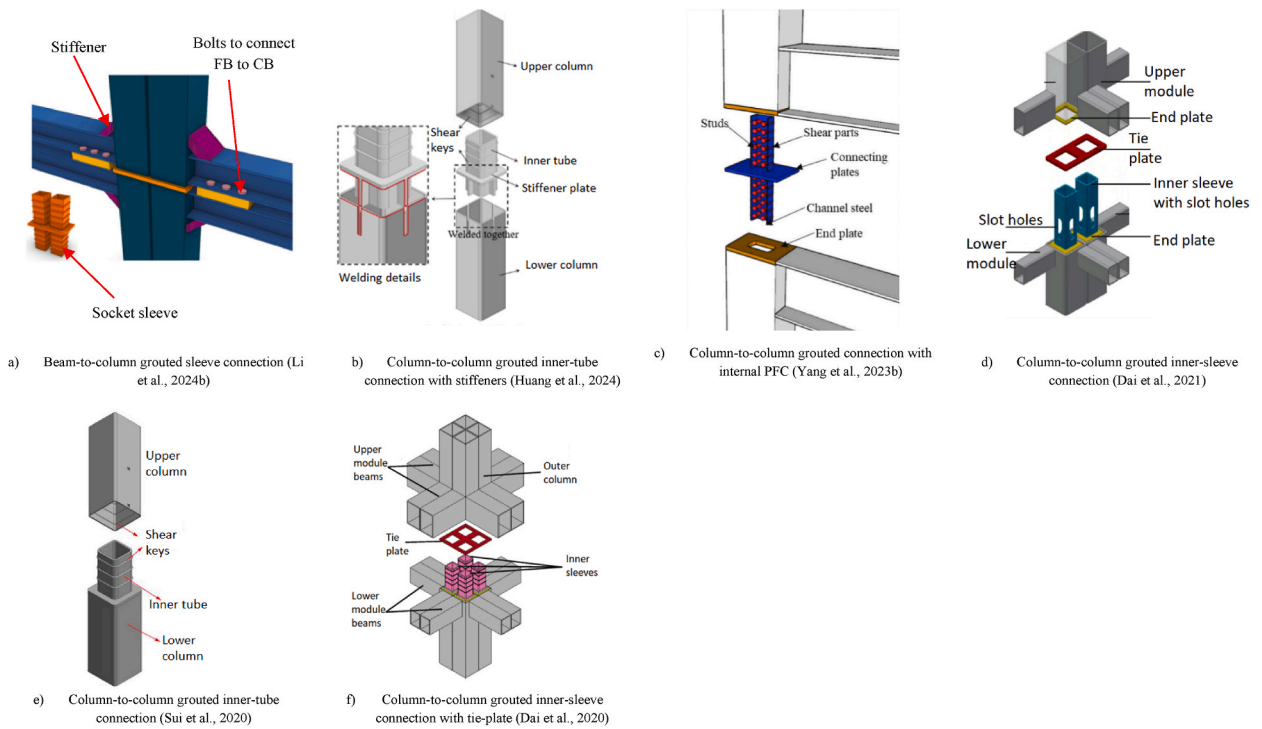 Stiffener
Bolts to connect
FB to CB
Socket sleeve
a) Beam-to-column grouted sleeve connection (Li
et al., 2024b)
Upper column
Shear
keys
Inner tube
Stiffener plate
Welded together
Welding details
Lower column
b) Column-to-column grouted inner-tube
connection with stiffeners (Huang et al., 2024)
Studs
Shear parts
Connecting
plates
Channel steel
End plate
c) Column-to-column grouted connection with
internal PFC (Yang et al., 2023b)
Upper
module
End plate
Tie
plate
Inner sleeve
with slot holes
Slot holes
Lower
module
End plate
d) Column-to-column grouted inner-sleeve
connection (Dai et al., 2021)
Upper
column
Shear
keys
Inner tube
Lower
column
e) Column-to-column grouted inner-tube
connection (Sui et al., 2020)
Upper
module
beams
Outer
column
Tie
plate
Inner
sleeves
Lower
module
beams
f) Column-to-column grouted inner-sleeve
connection with tie-plate (Dai et al., 2020)